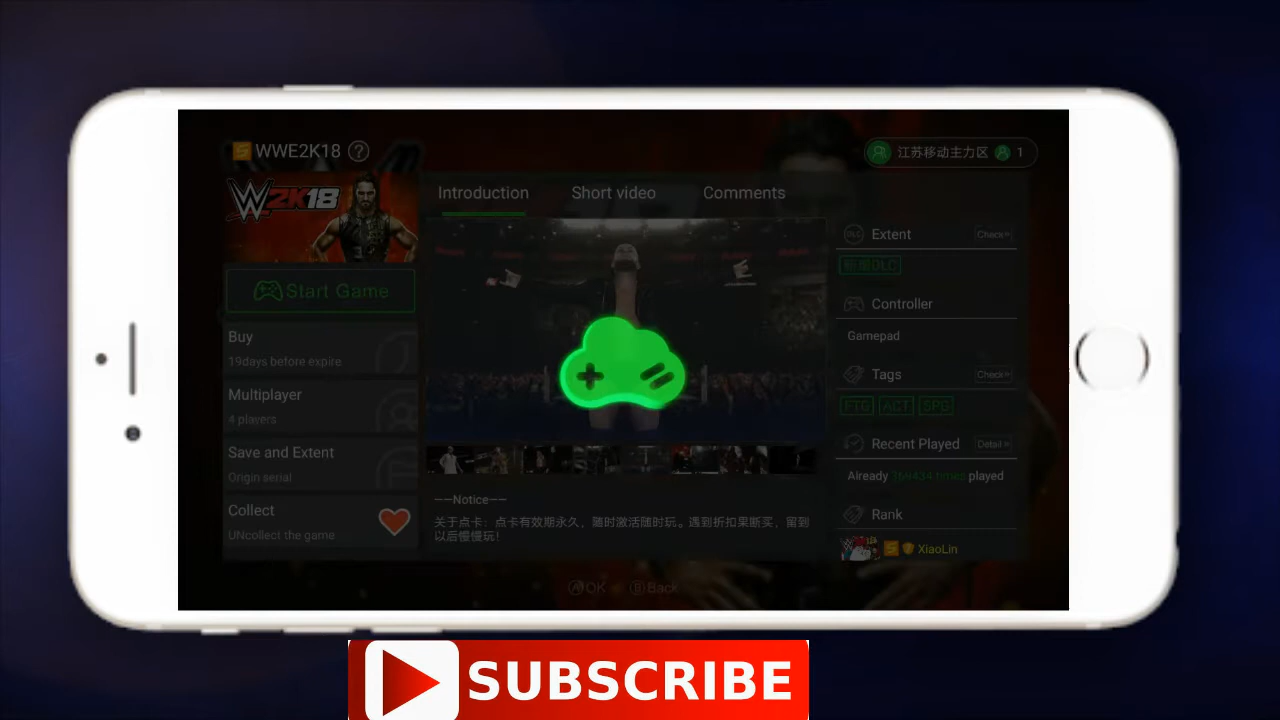 WWE2K18
江苏移动主力区 1
W 2K18
Introduction Short video Comments
Start Game
Buy
19days before expire
Multiplayer
4 players
Save and Extent
Origin serial
Collect
UNcollect the game
——Notice——
关于点卡：点卡有效期永久，随时激活随时玩。遇到折扣果断买，留到
以后慢慢玩！
DLC Extent Check
Controller
Gamepad
Tags Check
FTG ACT SPG
Recent Played Detail
Already played
Rank
XiaoLin
OK Back
SUBSCRIBE